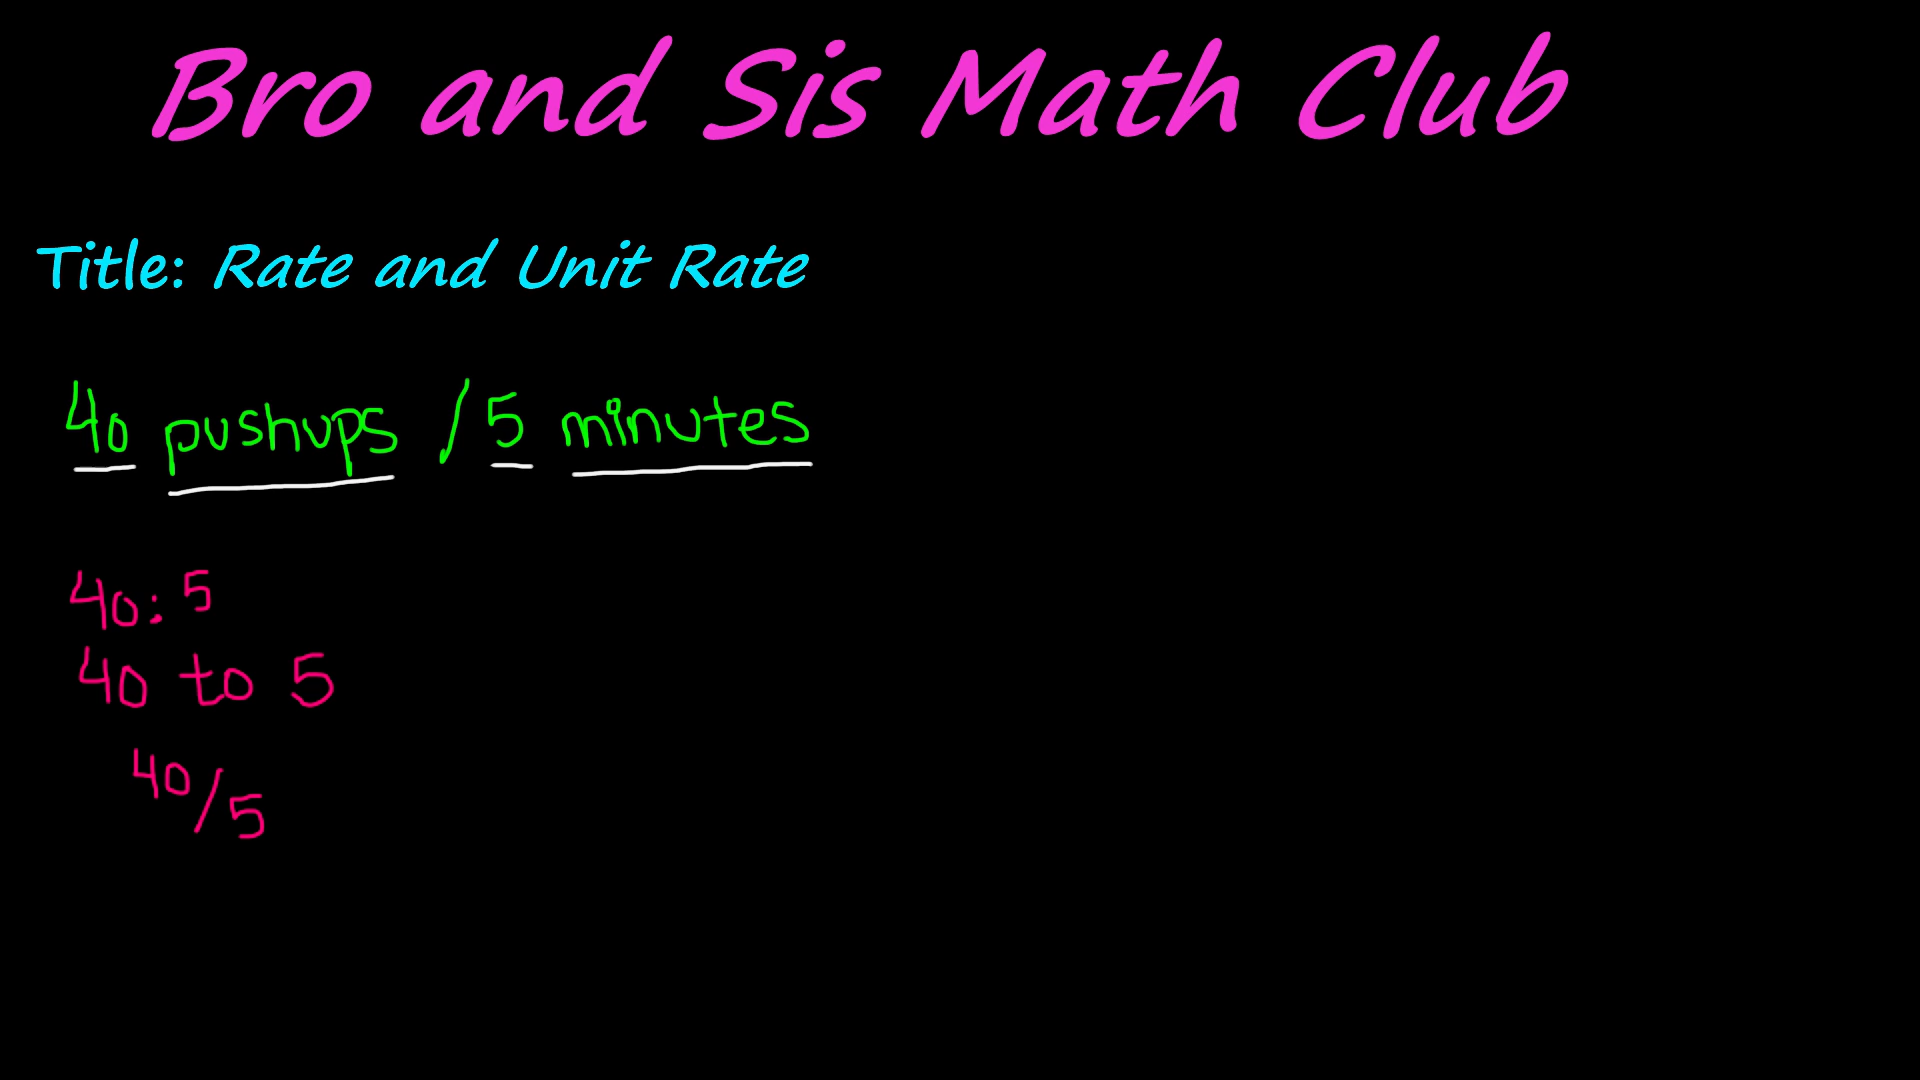 Bro and Sis Math Club
Title: Rate and Unit Rate
40 pushups / 5 minutes
40:5
40 to 5
40/5